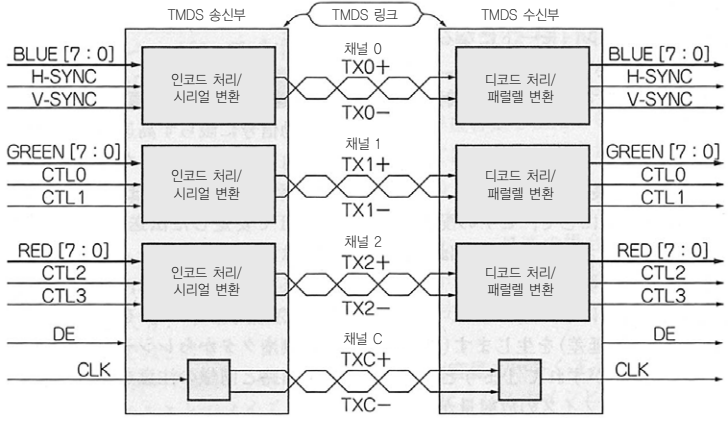 TMDS 송신부
TMDS 링크
TMDS 수신부
BLUE [7 : 0]
H-SYNC
V-SYNC
인코드 처리/
시리얼 변환
채널 0
TX0+
TX0−
디코드 처리/
패럴렐 변환
BLUE [7 : 0]
H-SYNC
V-SYNC
GREEN [7 : 0]
CTL0
CTL1
인코드 처리/
시리얼 변환
채널 1
TX1+
TX1−
디코드 처리/
패럴렐 변환
GREEN [7 : 0]
CTL0
CTL1
RED [7 : 0]
CTL2
CTL3
인코드 처리/
시리얼 변환
채널 2
TX2+
TX2−
디코드 처리/
패럴렐 변환
RED [7 : 0]
CTL2
CTL3
DE
CLK
채널 C
TXC+
TXC−
DE
CLK